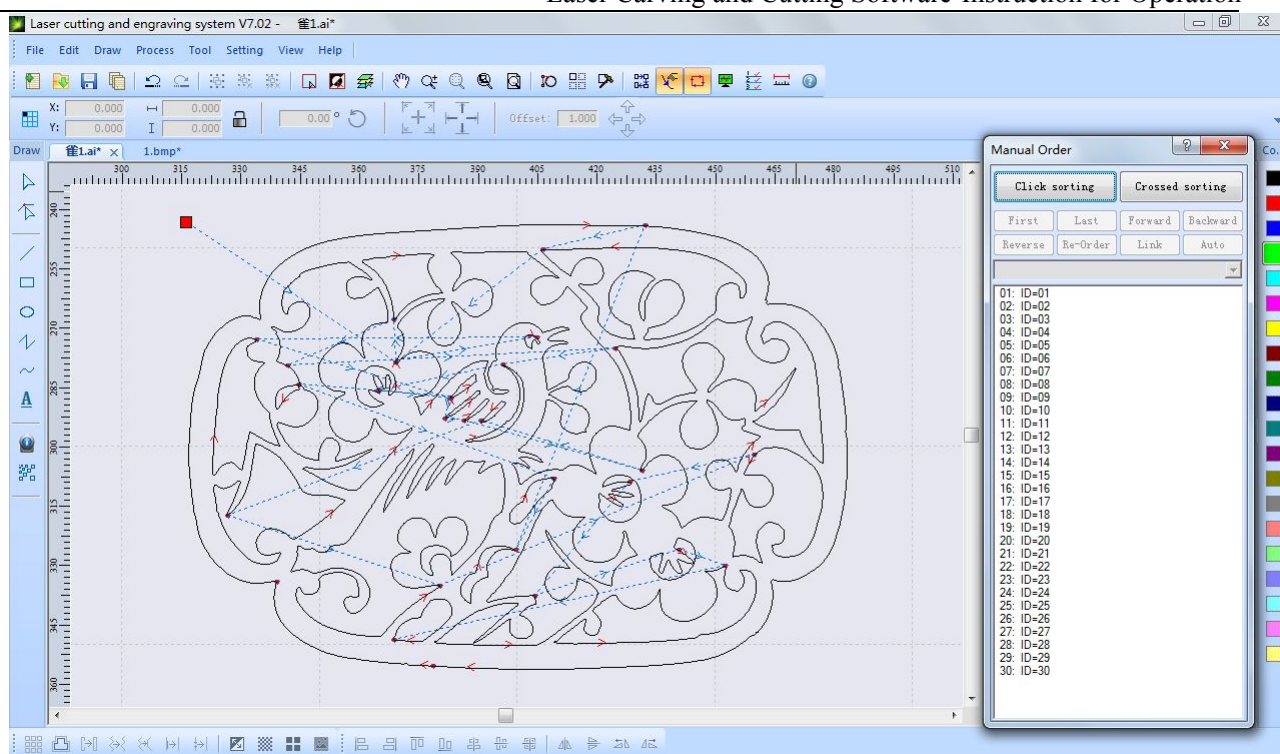 Laser Carving and Cutting Software Instruction for Operation
Laser cutting and engraving system V7.02 - 雀1.ai*
File Edit Draw Process Tool Setting View Help
X: 0.000 0.000 0.00 ° Offset: 1.000
Y: 0.000 0.000
Draw 雀1.ai* 1.bmp* Co.
300 315 330 345 360 375 390 405 420 435 450 465 480 495 510
240
255
270
285
300
315
330
345
360
A
Manual Order
Click sorting Crossed sorting
First Last Forward Backward
Reverse Re-Order Link Auto
01: ID=01
02: ID=02
03: ID=03
04: ID=04
05: ID=05
06: ID=06
07: ID=07
08: ID=08
09: ID=09
10: ID=10
11: ID=11
12: ID=12
13: ID=13
14: ID=14
15: ID=15
16: ID=16
17: ID=17
18: ID=18
19: ID=19
20: ID=20
21: ID=21
22: ID=22
23: ID=23
24: ID=24
25: ID=25
26: ID=26
27: ID=27
28: ID=28
29: ID=29
30: ID=30